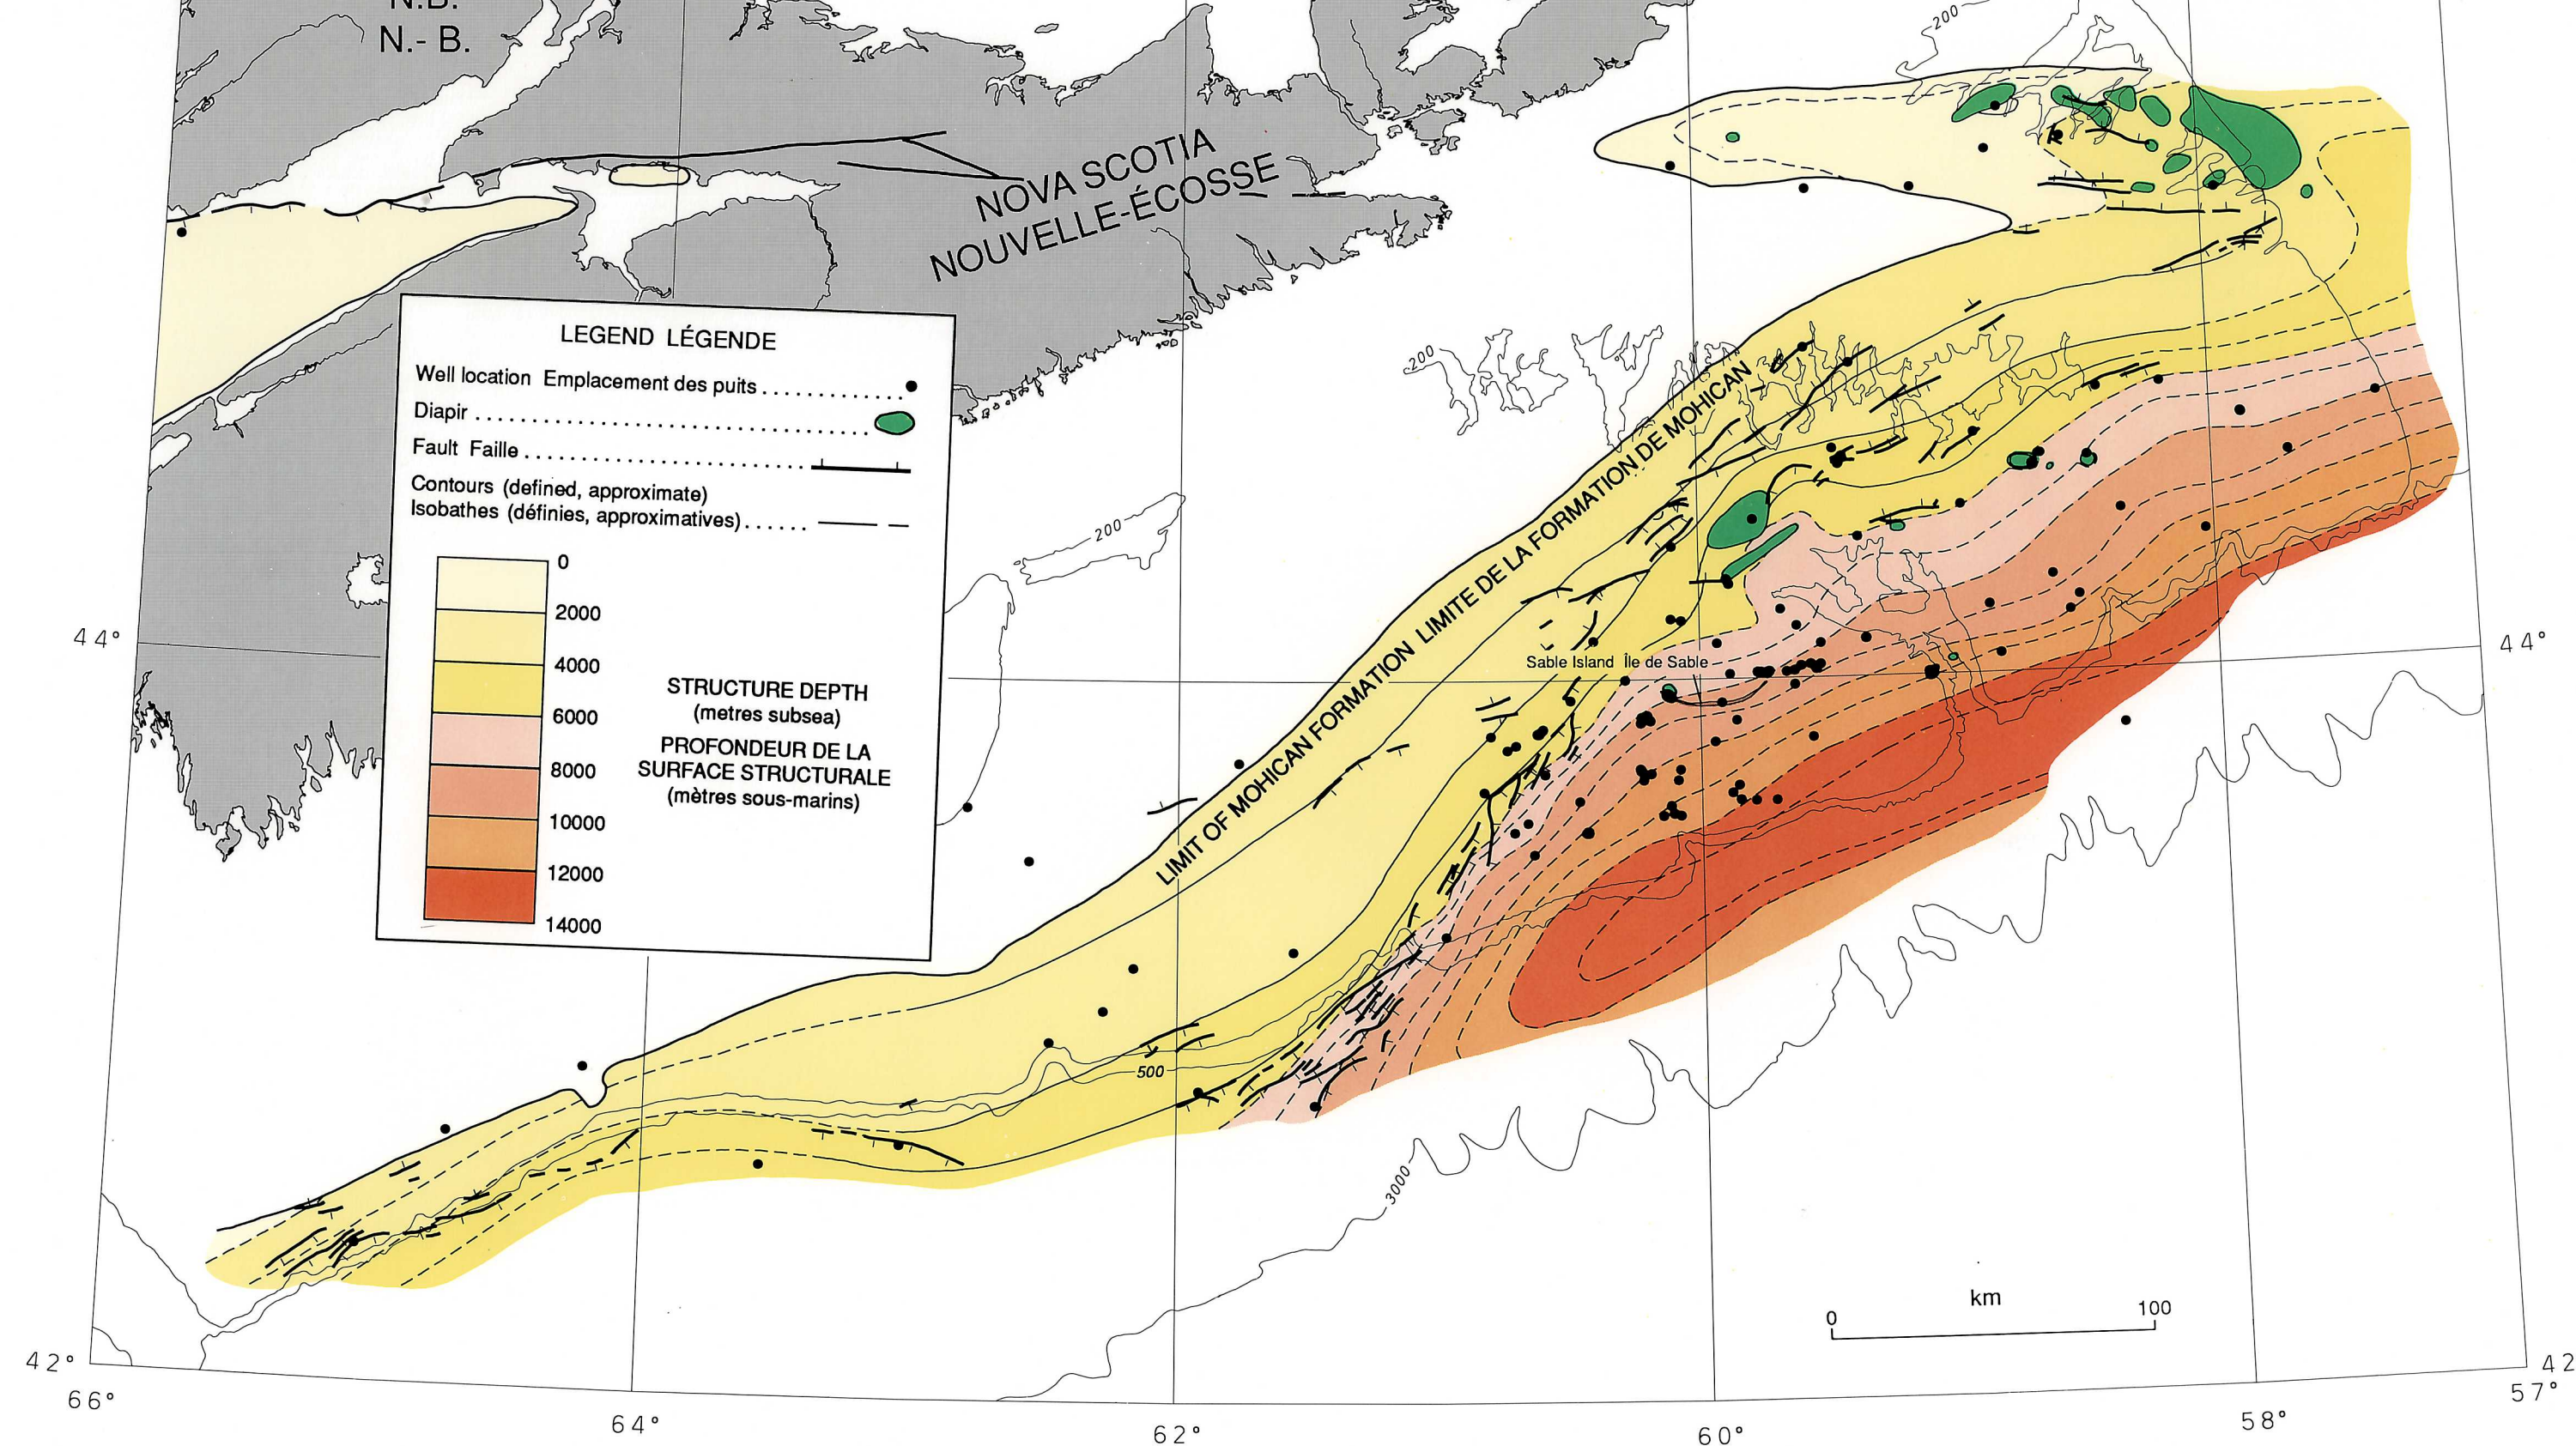 N.B.
N.- B.
200
NOVA SCOTIA
NOUVELLE-ÉCOSSE
200
LEGEND LÉGENDE
Well location Emplacement des puits
Diapir
Fault Faille
Contours (defined, approximate)
Isobathes (définies, approximatives)
0
2000
4000
6000
8000
10000
12000
14000
STRUCTURE DEPTH
(metres subsea)
PROFONDEUR DE LA
SURFACE STRUCTURALE
(mètres sous-marins)
200
LIMIT OF MOHICAN FORMATION LIMITE DE LA FORMATION DE MOHICAN
44°
44°
Sable Island Île de Sable
500
3000
km
0 100
42°
42
66°
64°
62°
60°
58°
57°